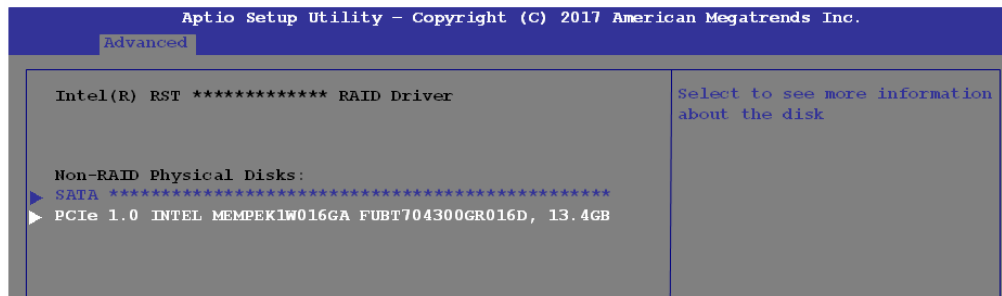 Aptio Setup Utility – Copyright (C) 2017 American Megatrends Inc.
Advanced
Intel(R) RST ************* RAID Driver
Select to see more information
about the disk
Non-RAID Physical Disks:
SATA ************************************************
PCIe 1.0 INTEL MEMPEK1W016GA FUBT704300GR016D, 13.4GB